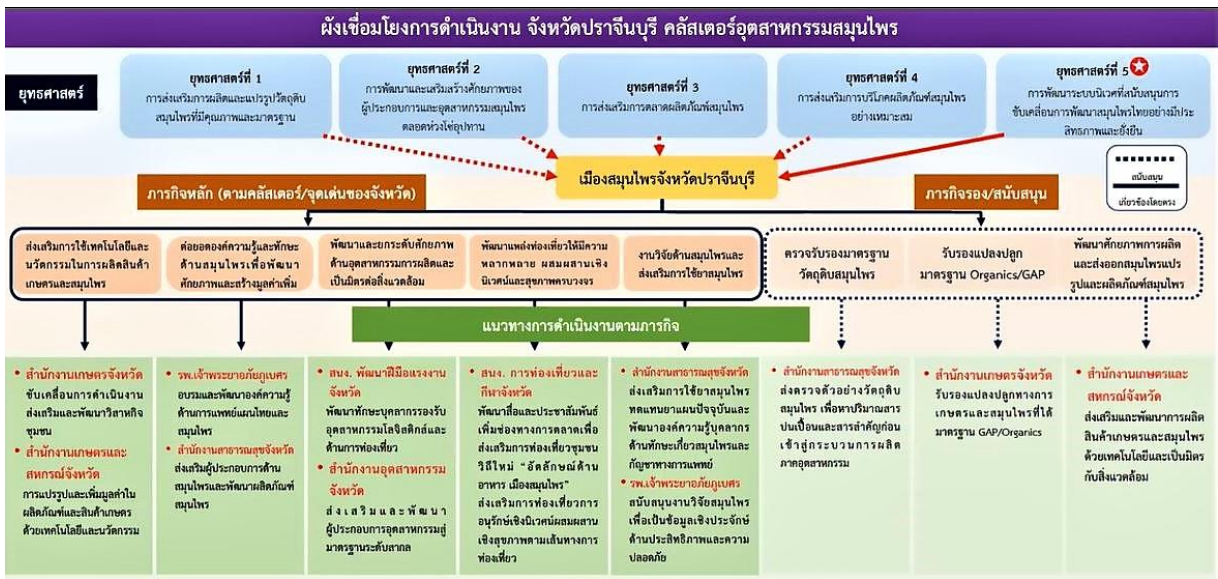 ผังเชื่อมโยงการดำเนินงาน จังหวัดปราจีนบุรี คลัสเตอร์อุตสาหกรรมสมุนไพร
ยุทธศาสตร์
ยุทธศาสตร์ที่ 1
การส่งเสริมการผลิตและแปรรูปวัตถุดิบ
สมุนไพรที่มีคุณภาพและมาตรฐาน
ยุทธศาสตร์ที่ 2
การพัฒนาและเสริมสร้างศักยภาพของ
ผู้ประกอบการและอุตสาหกรรมสมุนไพร
ตลอดห่วงโซ่อุปทาน
ยุทธศาสตร์ที่ 3
การส่งเสริมการตลาดผลิตภัณฑ์สมุนไพร
ยุทธศาสตร์ที่ 4
การส่งเสริมการบริโภคผลิตภัณฑ์สมุนไพร
อย่างเหมาะสม
ยุทธศาสตร์ที่ 5
การพัฒนาระบบนิเวศที่สนับสนุนการ
ขับเคลื่อนการพัฒนาสมุนไพรไทยอย่างมีประ
สิทธภาพและยั่งยืน
สนับสนุน
เกี่ยวข้องโดยตรง
เมืองสมุนไพรจังหวัดปราจีนบุรี
ภารกิจหลัก (ตามคลัสเตอร์/จุดเด่นของจังหวัด)
ภารกิจรอง/สนับสนุน
ส่งเสริมการใช้เทคโนโลยีและ
นวัตกรรมในการผลิตสินค้า
เกษตรและสมุนไพร
ต่อยอดองค์ความรู้และทักษะ
ด้านสมุนไพรเพื่อพัฒนา
ศักยภาพและสร้างมูลค่าเพิ่ม
พัฒนาและยกระดับศักยภาพ
ด้านอุตสาหกรรมการผลิตและ
เป็นมิตรต่อสิ่งแวดล้อม
พัฒนาแหล่งท่องเที่ยวให้มีความ
หลากหลาย ผสมผสานเชิง
นิเวศน์และสุขภาพครบวงจร
งานวิจัยด้านสมุนไพรและ
ส่งเสริมการใช้ยาสมุนไพร
ตรวจรับรองมาตรฐาน
วัตถุดิบสมุนไพร
รับรองแปลงปลูก
มาตรฐาน Organics/GAP
พัฒนาศักยภาพการผลิต
และส่งออกสมุนไพรแปร
รูปและผลิตภัณฑ์สมุนไพร
แนวทางการดำเนินงานตามภารกิจ
• สำนักงานเกษตรจังหวัด
ขับเคลื่อนการดำเนินงาน
ส่งเสริมและพัฒนาวิสาหกิจ
ชุมชน
• สำนักงานเกษตรและ
สหกรณ์จังหวัด
การแปรรูปและเพิ่มมูลค่าใน
ผลิตภัณฑ์และสินค้าเกษตร
ด้วยเทคโนโลยีและนวัตกรรม
• รพ.เจ้าพระยาอภัยภูเบศร
อบรมและพัฒนาองค์ความรู้
ด้านการแพทย์แผนไทยและ
สมุนไพร
• สำนักงานสาธารณสุขจังหวัด
ส่งเสริมผู้ประกอบการด้าน
สมุนไพรและพัฒนาผลิตภัณฑ์
สมุนไพร
• สนง. พัฒนาฝีมือแรงงาน
จังหวัด
พัฒนาทักษะบุคลากรรองรับ
อุตสาหกรรมโลจิสติกส์และ
ด้านการท่องเที่ยว
• สำนักงานอุตสาหกรรม
จังหวัด
ส่งเสริมและพัฒนา
ผู้ประกอบการอุตสาหกรรมสู่
มาตรฐานระดับสากล
• สนง. การท่องเที่ยวและ
กีฬาจังหวัด
พัฒนาสื่อและประชาสัมพันธ์
เพิ่มช่องทางการตลาดเพื่อ
ส่งเสริมการท่องเที่ยวชุมชน
วิถีใหม่ "อัตลักษณ์ด้าน
อาหาร เมืองสมุนไพร"
ส่งเสริมการท่องเที่ยวการ
อนุรักษ์เชิงนิเวศน์ผสมผสาน
เชิงสุขภาพตามเส้นทางการ
ท่องเที่ยว
• สำนักงานสาธารณสุขจังหวัด
ส่งเสริมการใช้ยาสมุนไพร
ทดแทนยาแผนปัจจุบันและ
พัฒนาองค์ความรู้บุคลากร
ด้านทักษะเกี่ยวสมุนไพรและ
กัญชาทางการแพทย์
• รพ.เจ้าพระยาอภัยภูเบศร
สนับสนุนงานวิจัยสมุนไพร
เพื่อเป็นข้อมูลเชิงประจักษ์
ด้านประสิทธิภาพและความ
ปลอดภัย
• สำนักงานสาธารณสุขจังหวัด
ส่งตรวจตัวอย่างวัตถุดิบ
สมุนไพร เพื่อหาปริมาณสาร
ปนเปื้อนและสารสำคัญก่อน
เข้าสู่กระบวนการผลิต
ภาคอุตสาหกรรม
• สำนักงานเกษตรจังหวัด
รับรองแปลงปลูกทางการ
เกษตรและสมุนไพรที่ได้
มาตรฐาน GAP/Organics
• สำนักงานเกษตรและ
สหกรณ์จังหวัด
ส่งเสริมและพัฒนาการผลิต
สินค้าเกษตรและสมุนไพร
ด้วยเทคโนโลยีและเป็นมิตร
กับสิ่งแวดล้อม